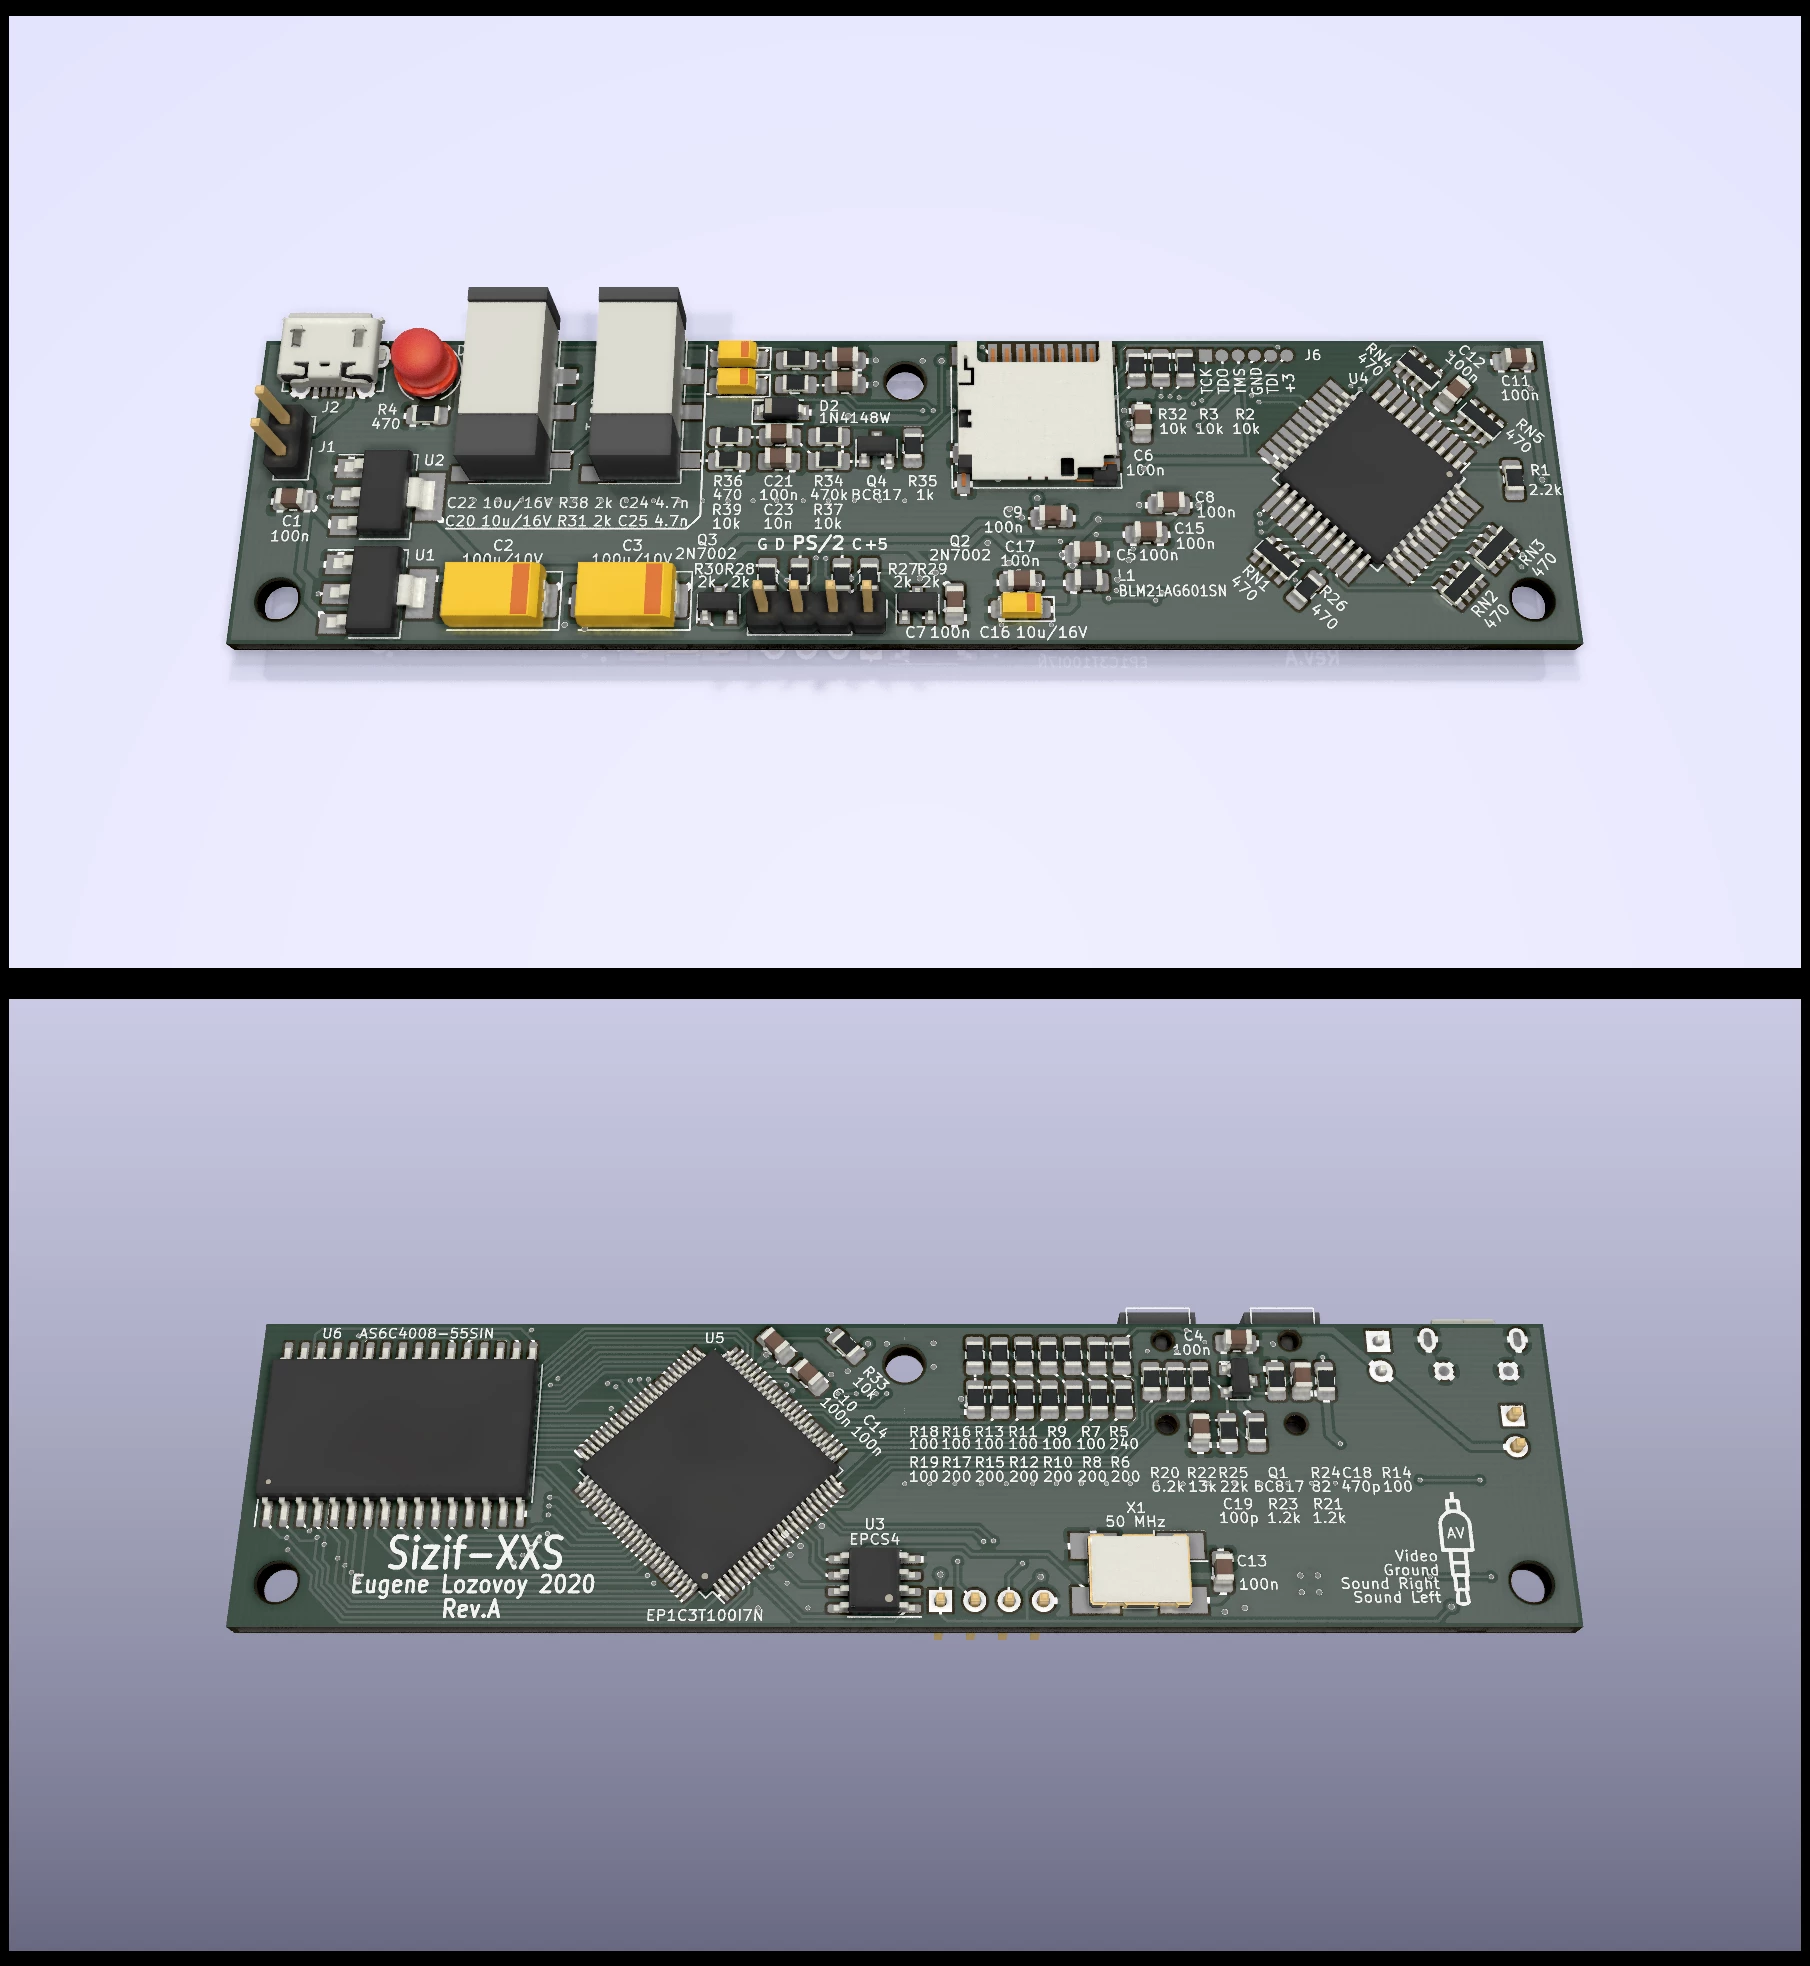 J2
R4
470
J1
U2
C1
100n
U1
C22 10u/16V R38 2k C24 4.7n
C20 10u/16V R31 2k C25 4.7n
C2
100u/10V
C3
100u/10V
D2
1N4148W
R36 C21 R34 Q4 R35
470 100n 470k BC817 1k
R39 C23 R37
10k 10n 10k
Q3
2N7002
G D PS/2 C +5
R30 R28
2k 2k
R27 R29
2k 2k
Q2
2N7002
C7 100n C16 10u/16V
C17
100n
C9
100n
C5 100n
L1
BLM21AG601SN
C15
100n
C8
100n
C6
100n
R32 R3 R2
10k 10k 10k
TCK
TDO
TMS
GND
TDI
+3
J6
U4
RN4
470
C12
100n
C11
100n
RN5
470
R1
2.2k
RN3
470
RN2
470
R26
470
RN1
470
EP1C3T100I7N
Rev.A
U6 AS6C4008-55SIN
U5
R33
10k
C10
100n
C14
100n
C4
100n
R18 R16 R13 R11 R9 R7 R5
100 100 100 100 100 100 240
R19 R17 R15 R12 R10 R8 R6
100 200 200 200 200 200 200
R20 R22 R25 Q1 R24 C18 R14
6.2k 13k 22k BC817 82 470p 100
C19 R23 R21
100p 1.2k 1.2k
X1
50 MHz
C13
100n
U3
EPCS4
AV
Video
Ground
Sound Right
Sound Left
Sizif-XXS
Eugene Lozovoy 2020
Rev.A
EP1C3T100I7N